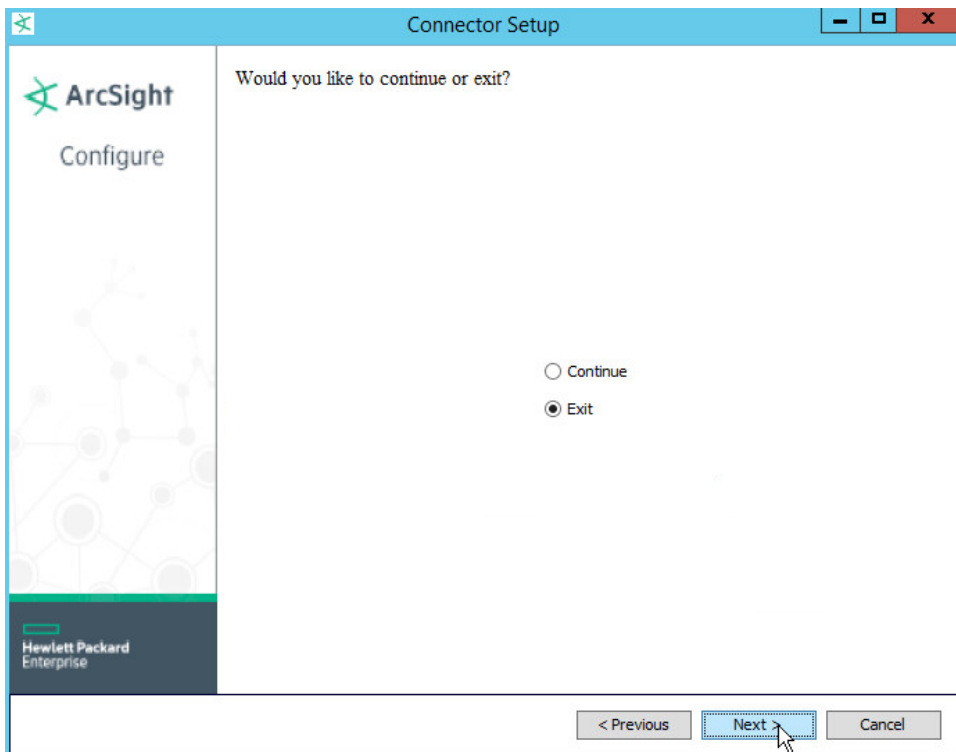 Connector Setup
ArcSight
Configure
Would you like to continue or exit?
Continue
Exit
Hewlett Packard
Enterprise
< Previous
Next >
Cancel